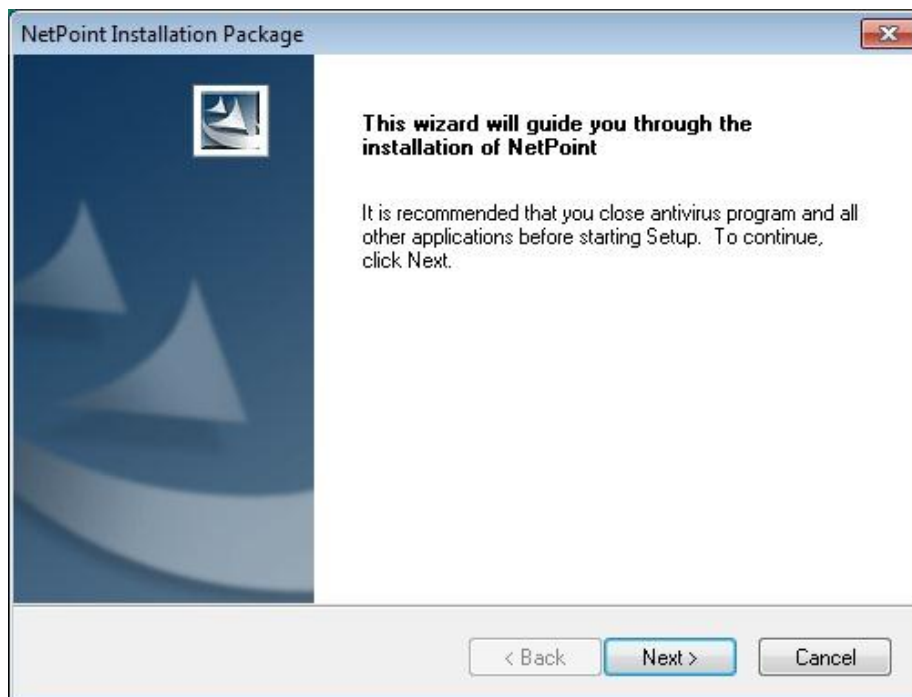 NetPoint Installation Package
This wizard will guide you through the
installation of NetPoint
It is recommended that you close antivirus program and all
other applications before starting Setup.  To continue,
click Next.
< Back
Next >
Cancel